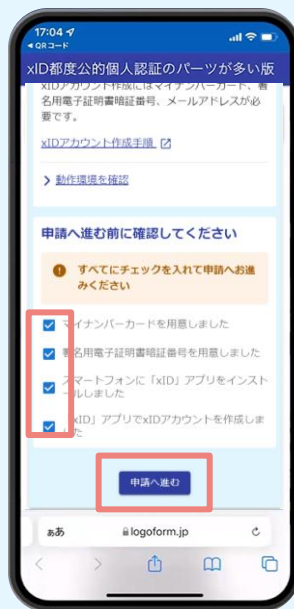 17:04
◀ QRコード
xID都度公的個人認証のパーツが多い版
xIDアカウント作成にはマイナンバーカード、署
名用電子証明書暗証番号、メールアドレスが必
要です。
xIDアカウント作成手順
動作環境を確認
申請へ進む前に確認してください
すべてにチェックを入れて申請へお進
みください
マイナンバーカードを用意しました
署名用電子証明書暗証番号を用意しました
スマートフォンに「xID」アプリをインスト
ールしました
「xID」アプリでxIDアカウントを作成しま
した
申請へ進む
ああ
logoform.jp